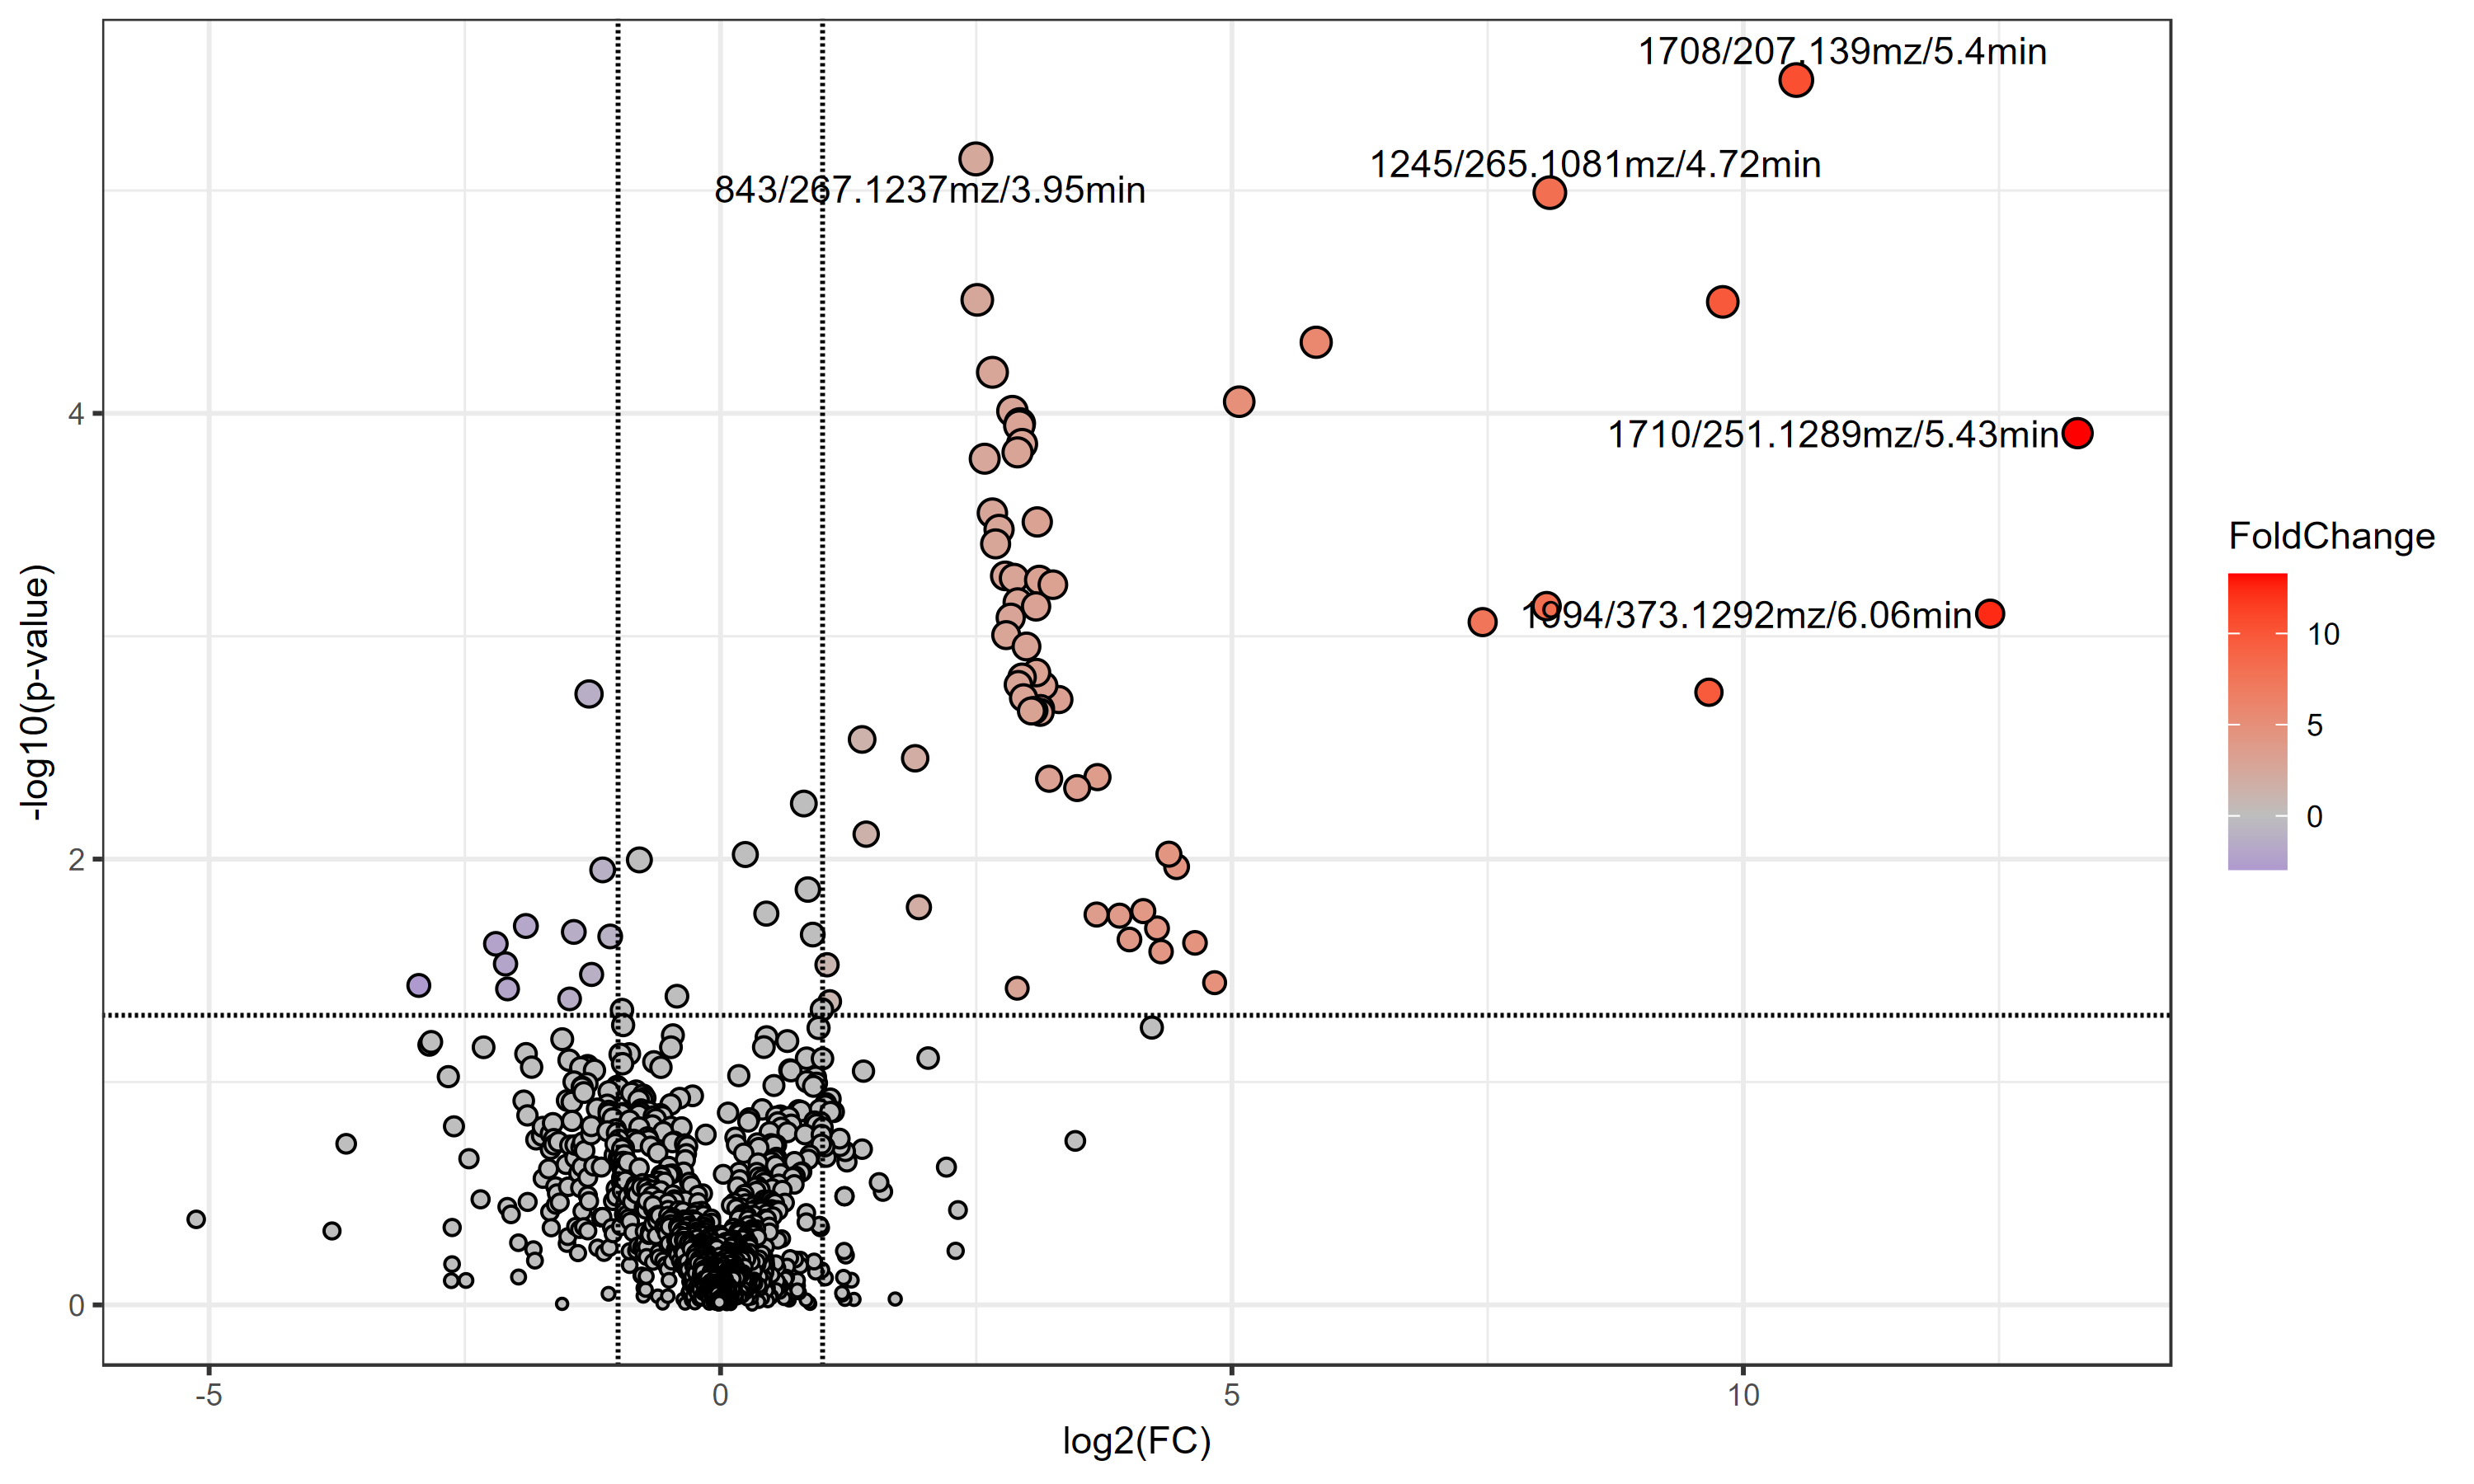 1708/207.139mz/5.4min
1245/265.1081mz/4.72min
843/267.1237mz/3.95min
1710/251.1289mz/5.43min
1994/373.1292mz/6.06min
-log10(p-value)
4
2
0
-5
0
5
10
log2(FC)
FoldChange
10
5
0